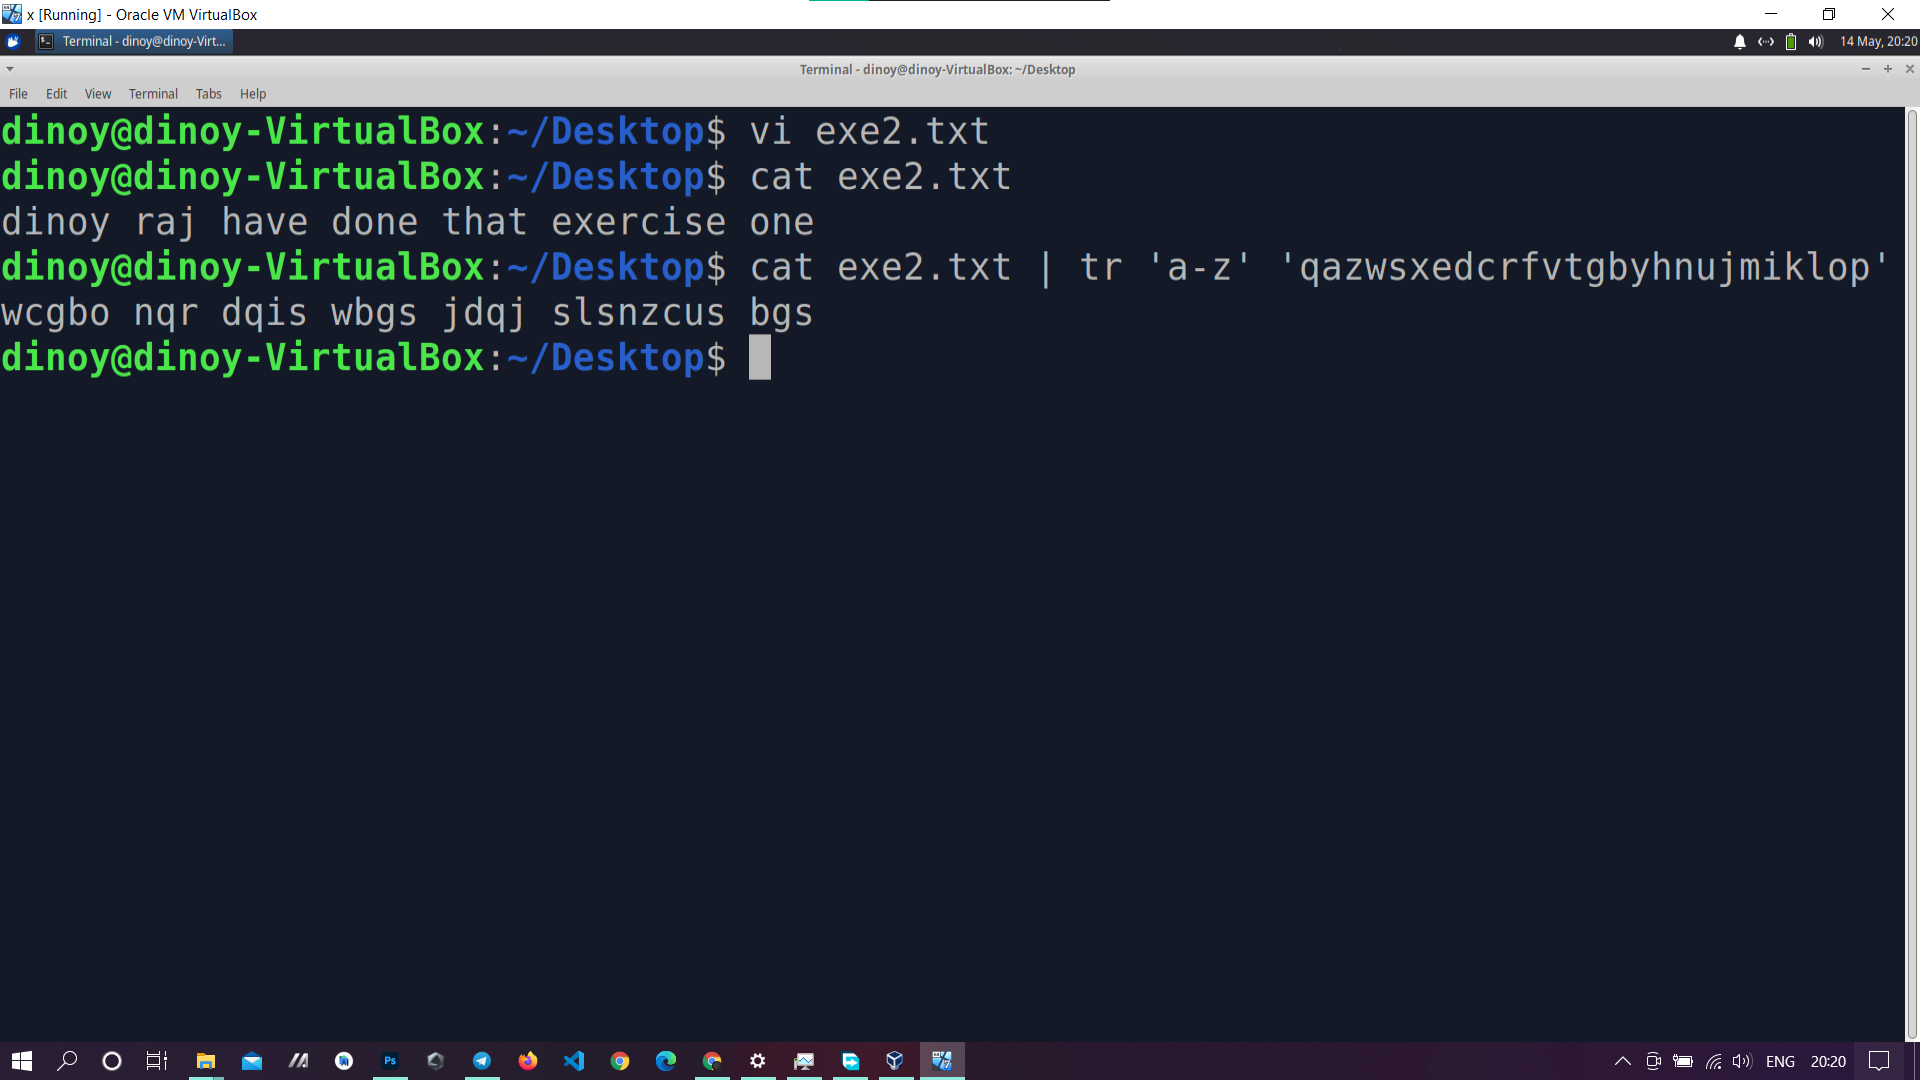 x [Running] - Oracle VM VirtualBox
Terminal - dinoy@dinoy-Virt...
14 May, 20:20
Terminal - dinoy@dinoy-VirtualBox: ~/Desktop
File Edit View Terminal Tabs Help
dinoy@dinoy-VirtualBox:~/Desktop$ vi exe2.txt
dinoy@dinoy-VirtualBox:~/Desktop$ cat exe2.txt
dinoy raj have done that exercise one
dinoy@dinoy-VirtualBox:~/Desktop$ cat exe2.txt | tr 'a-z' 'qazwsxedcrfvtgbyhnujmiklop'
wcgbo nqr dqis wbgs jdqj slsnzcus bgs
dinoy@dinoy-VirtualBox:~/Desktop$
Ps
ENG
20:20